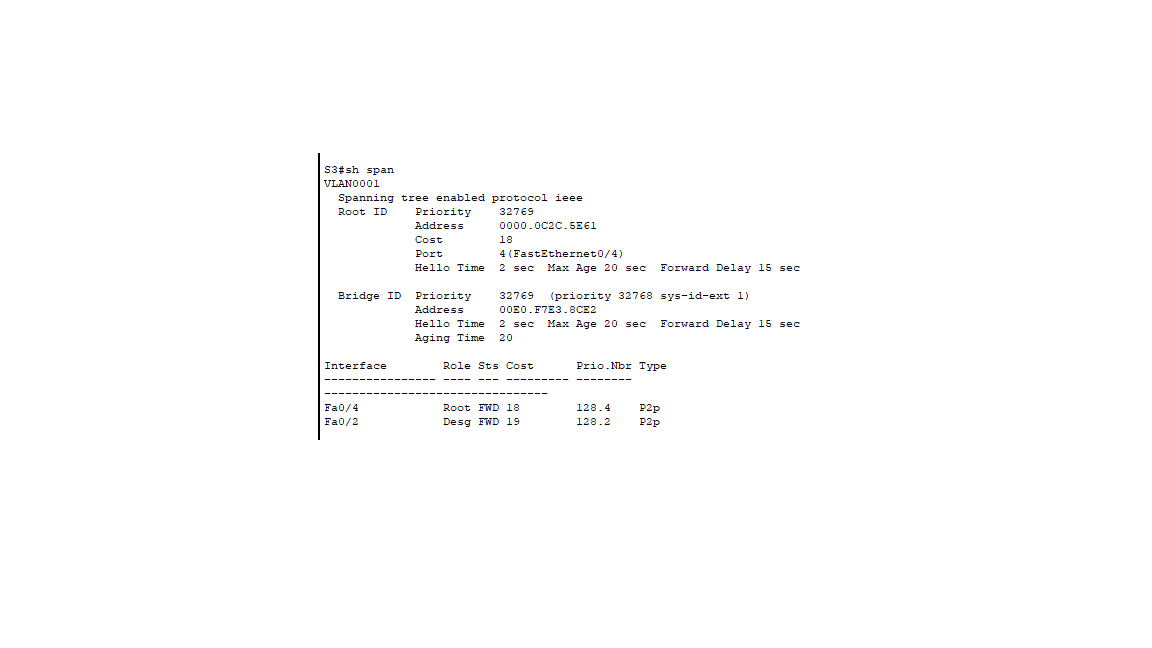 S3#sh span
VLAN0001
  Spanning tree enabled protocol ieee
  Root ID    Priority    32769
             Address     0000.0C2C.5E61
             Cost        18
             Port        4(FastEthernet0/4)
             Hello Time  2 sec  Max Age 20 sec  Forward Delay 15 sec
  Bridge ID  Priority    32769  (priority 32768 sys-id-ext 1)
             Address     00E0.F7E3.8CE2
             Hello Time  2 sec  Max Age 20 sec  Forward Delay 15 sec
             Aging Time  20
Interface        Role Sts Cost      Prio.Nbr Type
---------------- ---- --- --------- --------
--------------------------------
Fa0/4            Root FWD 18        128.4    P2p
Fa0/2            Desg FWD 19        128.2    P2p